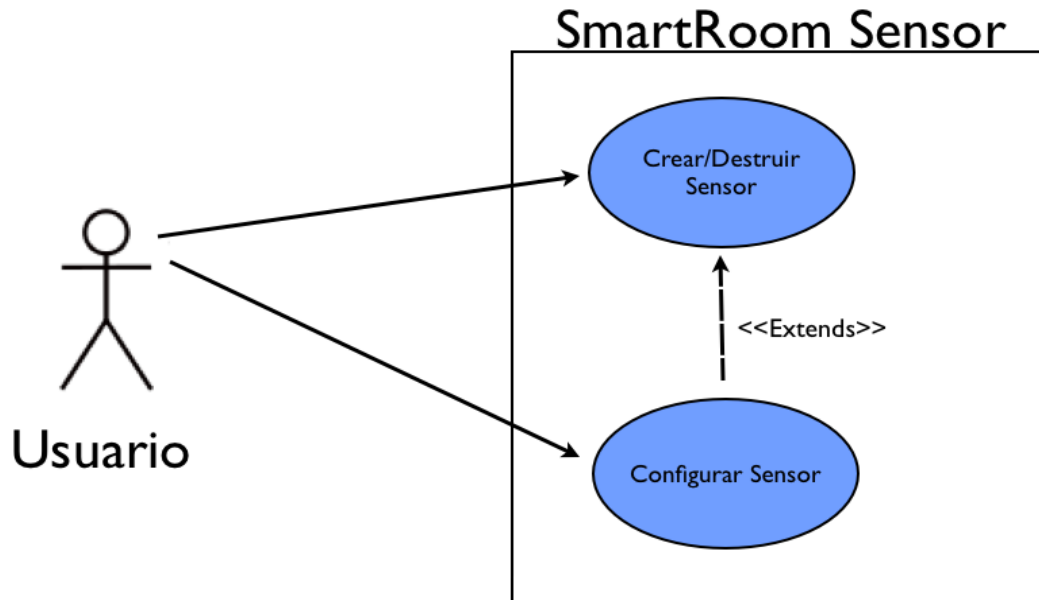 SmartRoom Sensor
Crear/Destruir
Sensor
<<Extends>>
Usuario
Configurar Sensor